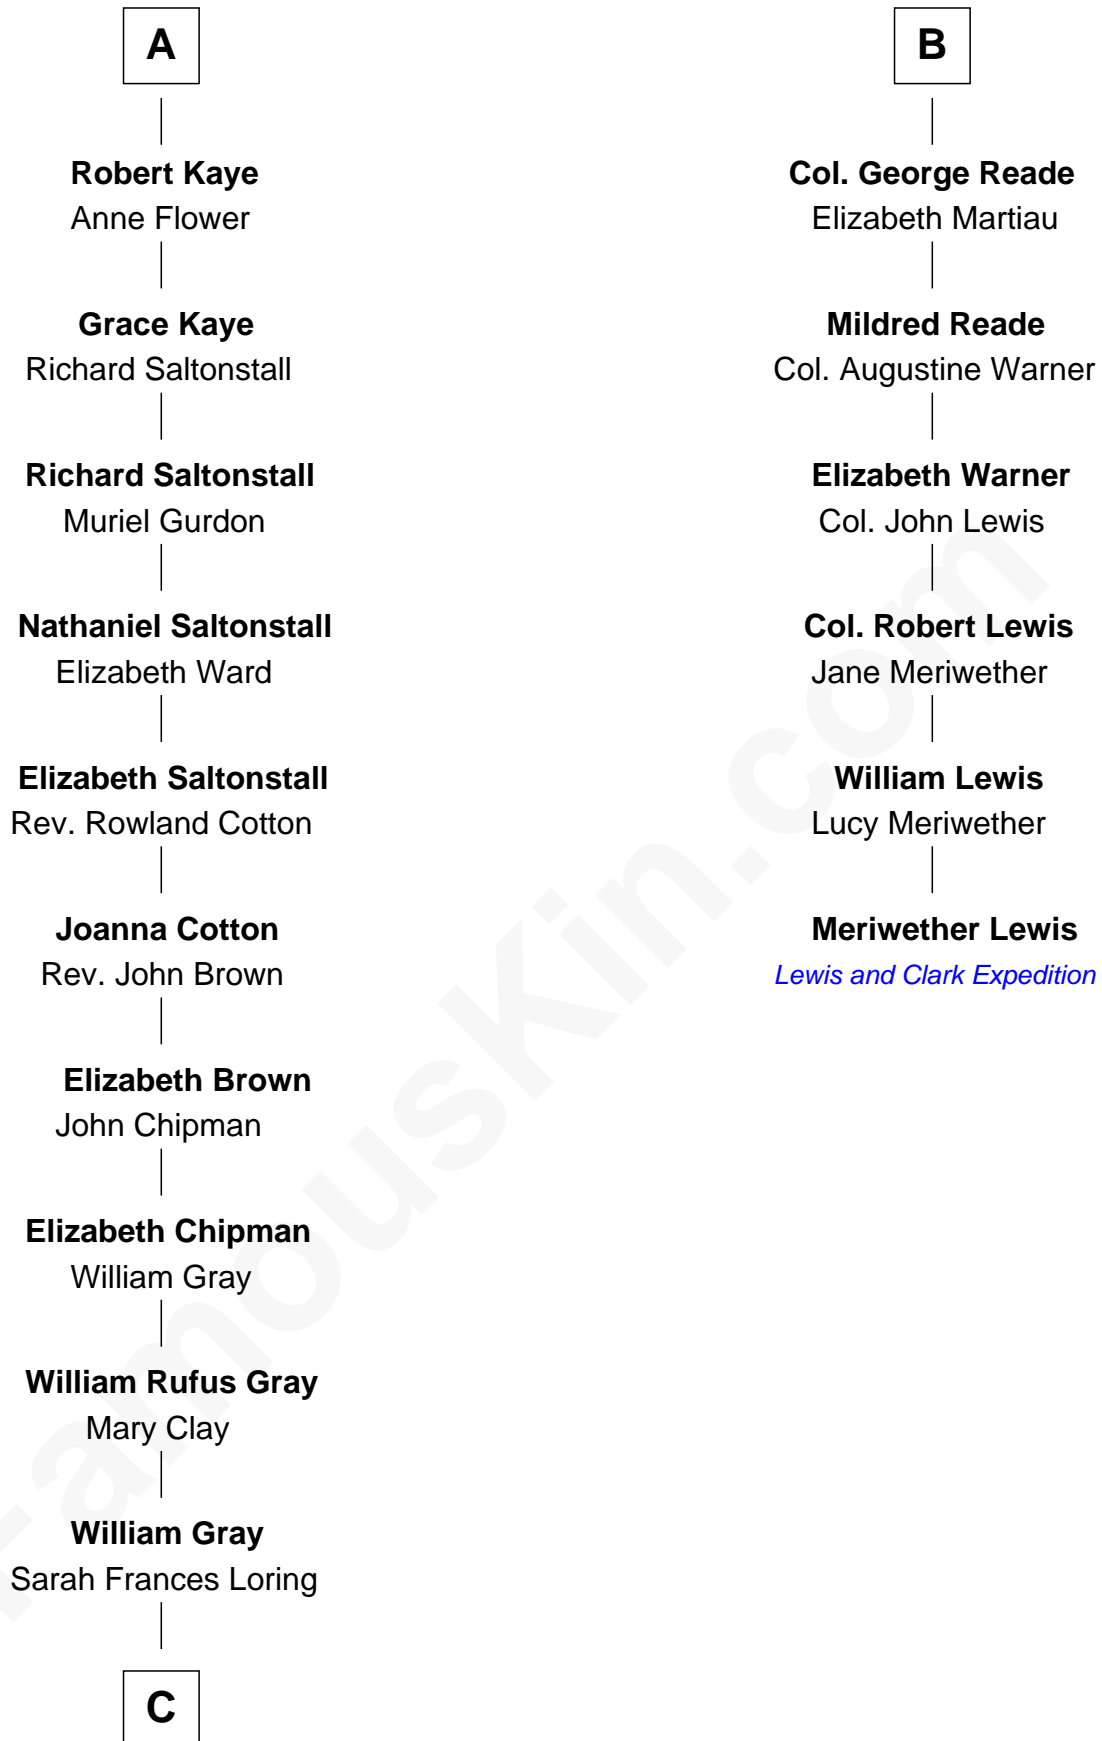 A
Robert Kaye
Anne Flower
Grace Kaye
Richard Saltonstall
Richard Saltonstall
Muriel Gurdon
Nathaniel Saltonstall
Elizabeth Ward
Elizabeth Saltonstall
Rev. Rowland Cotton
Joanna Cotton
Rev. John Brown
Elizabeth Brown
John Chipman
Elizabeth Chipman
William Gray
William Rufus Gray
Mary Clay
William Gray
Sarah Frances Loring
C
B
Col. George Reade
Elizabeth Martiau
Mildred Reade
Col. Augustine Warner
Elizabeth Warner
Col. John Lewis
Col. Robert Lewis
Jane Meriwether
William Lewis
Lucy Meriwether
Meriwether Lewis
Lewis and Clark Expedition
FamousKin.com